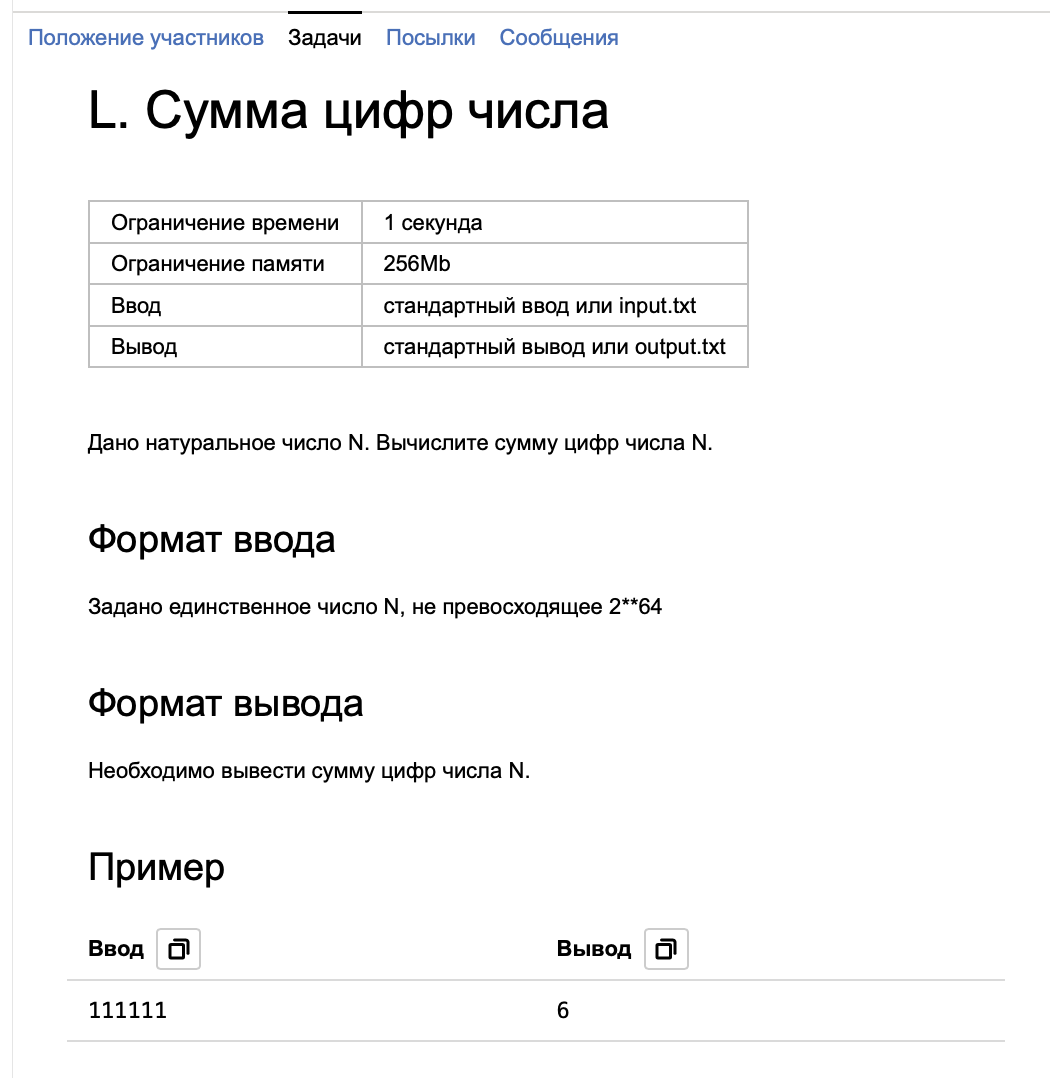 Положение участников Задачи Посылки Сообщения
L. Сумма цифр числа
Ограничение времени 1 секунда
Ограничение памяти 256Mb
Ввод стандартный ввод или input.txt
Вывод стандартный вывод или output.txt
Дано натуральное число N. Вычислите сумму цифр числа N.
Формат ввода
Задано единственное число N, не превосходящее 2**64
Формат вывода
Необходимо вывести сумму цифр числа N.
Пример
Ввод Вывод
111111 6